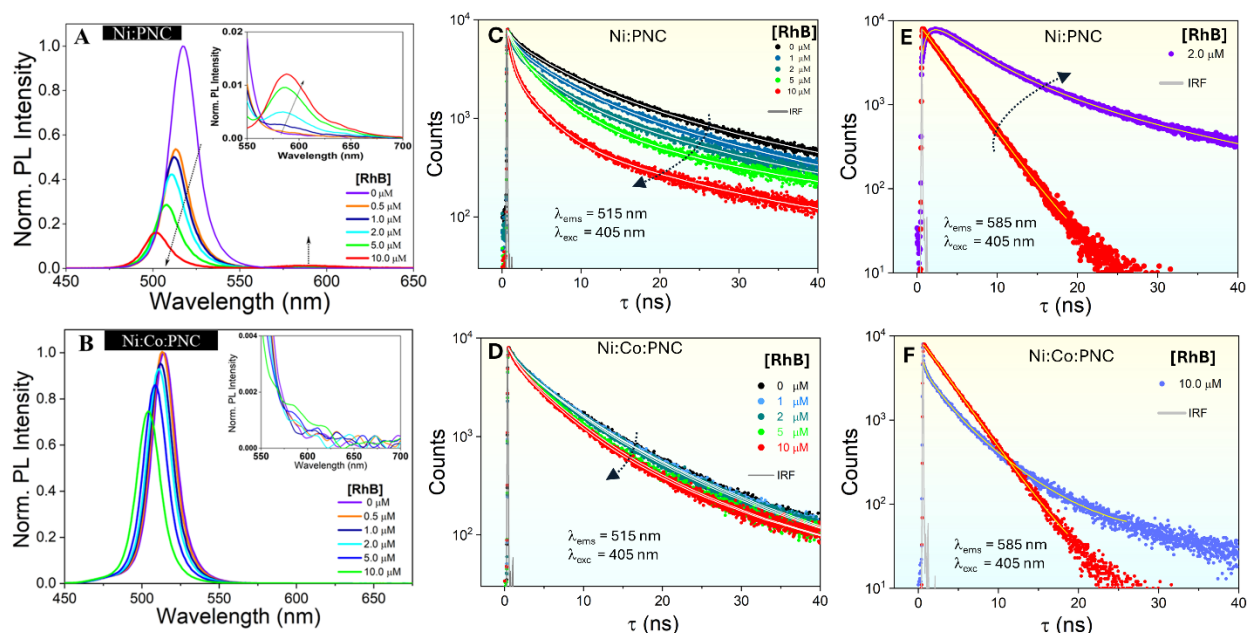 A
Ni:PNC
Norm. PL Intensity
1.0
0.8
0.6
0.4
0.2
0.0
450
500
550
600
650
Wavelength (nm)
Norm. PL Intensity
0.02
0.01
0.00
550
600
650
700
Wavelength (nm)
[RhB]
0 μM
0.5 μM
1.0 μM
2.0 μM
5.0 μM
10.0 μM
C
Ni:PNC
[RhB]
0 μM
1 μM
2 μM
5 μM
10 μM
IRF
λems = 515 nm
λexc = 405 nm
Counts
10⁴
10³
10²
0
10
20
30
40
τ (ns)
E
Ni:PNC
[RhB]
2.0 μM
IRF
λems = 585 nm
λexc = 405 nm
Counts
10⁴
10³
10²
10¹
0
10
20
30
40
τ (ns)
B
Ni:Co:PNC
Norm. PL Intensity
1.0
0.8
0.6
0.4
0.2
0.0
450
500
550
600
650
Wavelength (nm)
Norm. PL Intensity
0.004
0.002
0.000
550
600
650
700
Wavelength (nm)
[RhB]
0 μM
0.5 μM
1.0 μM
2.0 μM
5.0 μM
10.0 μM
D
Ni:Co:PNC
[RhB]
0 μM
1 μM
2 μM
5 μM
10 μM
IRF
λems = 515 nm
λexc = 405 nm
Counts
10⁴
10³
10²
0
10
20
30
40
τ (ns)
F
Ni:Co:PNC
[RhB]
10.0 μM
IRF
λems = 585 nm
λexc = 405 nm
Counts
10⁴
10³
10²
10¹
0
10
20
30
40
τ (ns)